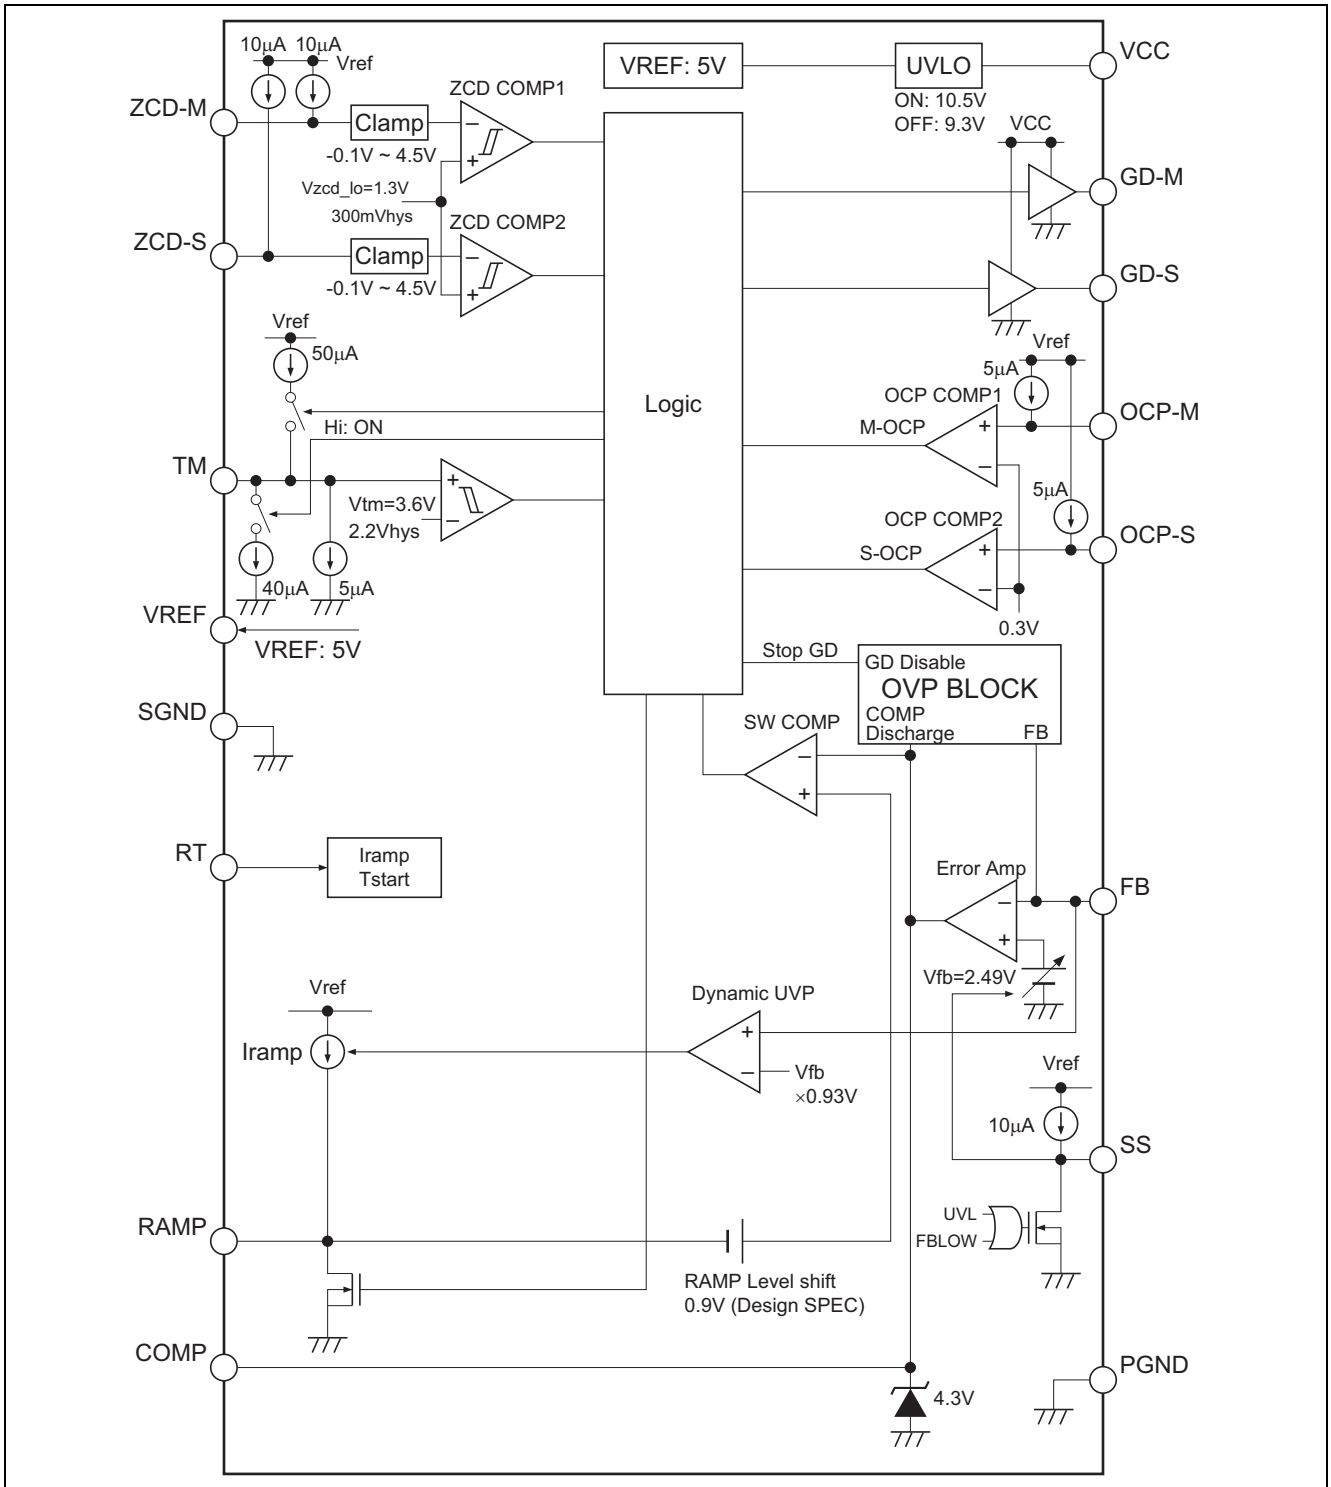 10μA 10μA
Vref
ZCD-M
Clamp
-0.1V ~ 4.5V
ZCD COMP1
−
+
Vzcd_lo=1.3V
300mVhys
ZCD COMP2
ZCD-S
Clamp
-0.1V ~ 4.5V
−
+
VREF: 5V
UVLO
ON: 10.5V
OFF: 9.3V
VCC
VCC
GD-M
GD-S
Vref
50μA
Hi: ON
TM
Vtm=3.6V
2.2Vhys
+
−
40μA
5μA
Logic
Vref
5μA
OCP COMP1
M-OCP
+
−
OCP-M
5μA
OCP COMP2
S-OCP
+
−
OCP-S
0.3V
VREF
VREF: 5V
SGND
Stop GD
GD Disable
OVP BLOCK
COMP
Discharge
FB
SW COMP
−
+
RT
Iramp
Tstart
Error Amp
−
+
FB
Vfb=2.49V
Vref
Iramp
Dynamic UVP
+
−
Vfb
×0.93V
Vref
10μA
SS
UVL
FBLOW
RAMP
RAMP Level shift
0.9V (Design SPEC)
COMP
4.3V
PGND